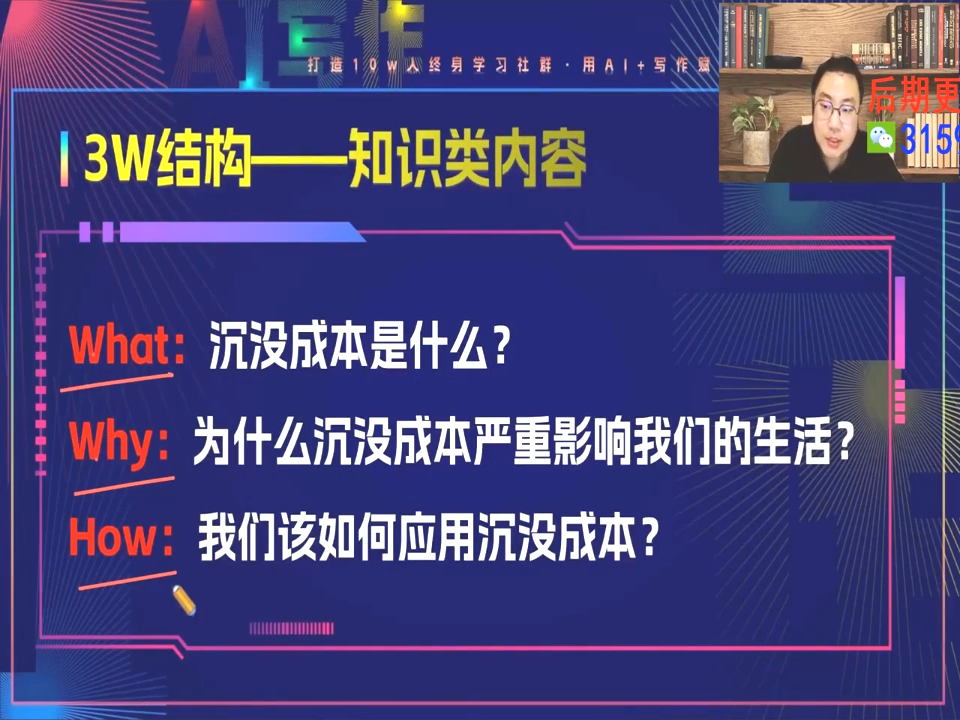 AI写作
打造10w人终身学习社群·用AI+写作赋
后期更
3159
3W结构——知识类内容
What：沉没成本是什么？
Why：为什么沉没成本严重影响我们的生活？
How：我们该如何应用沉没成本？